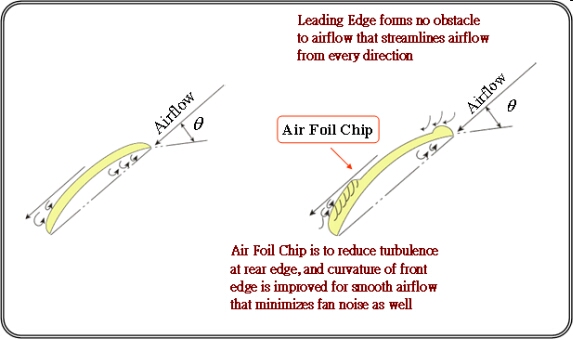 Leading Edge forms no obstacle
to airflow that streamlines airflow
from every direction
Airflow
θ
Airflow
θ
Air Foil Chip
Air Foil Chip is to reduce turbulence
at rear edge, and curvature of front
edge is improved for smooth airflow
that minimizes fan noise as well